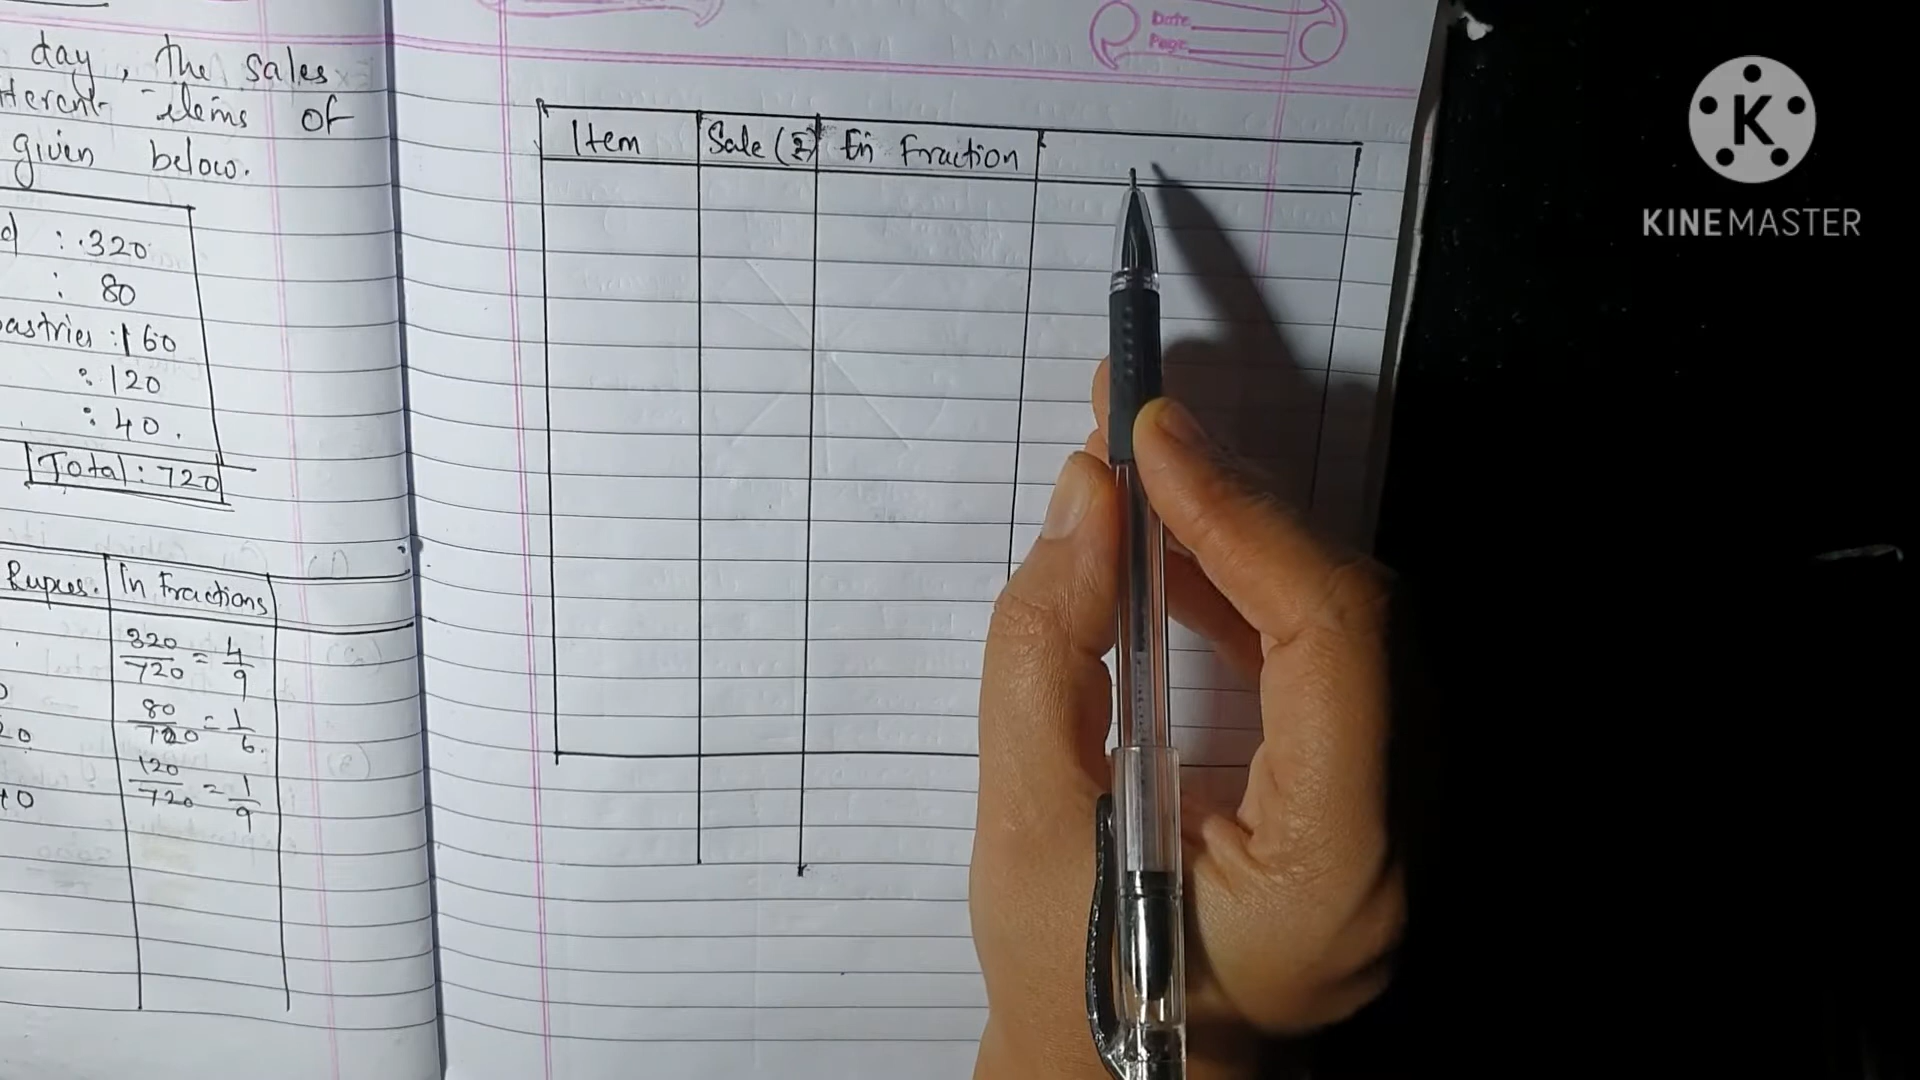 day, the sales
items of
given below.
: 320
: 80
pastries : 160
: 120
: 40.
Total : 720
Rupees. In Fractions
320/720 = 4/9
80/720 = 1/6.
120/720 = 1/9
Date
Page
Item Sale (₹) In Fraction
K
KINEMASTER